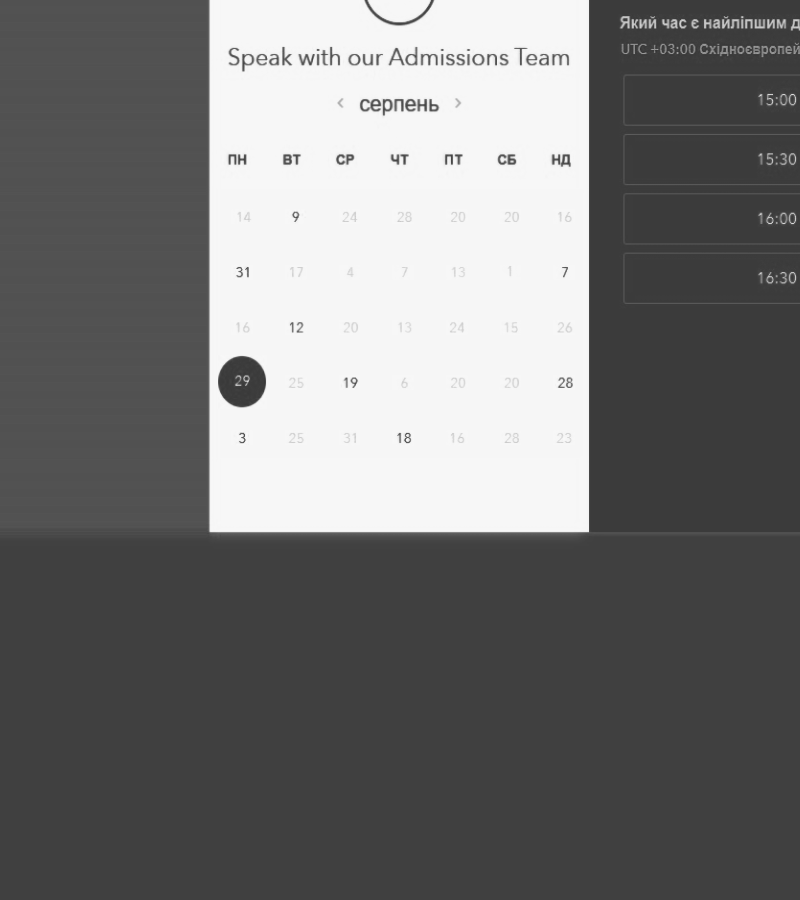 Speak with our Admissions Team
‹ серпень ›
ПН ВТ СР ЧТ ПТ СБ НД
14 9 24 28 20 20 16
31 17 4 7 13 1 7
16 12 20 13 24 15 26
29 25 19 6 20 20 28
3 25 31 18 16 28 23
Який час є найліпшим д
UTC +03:00 Східноєвропей
15:00
15:30
16:00
16:30